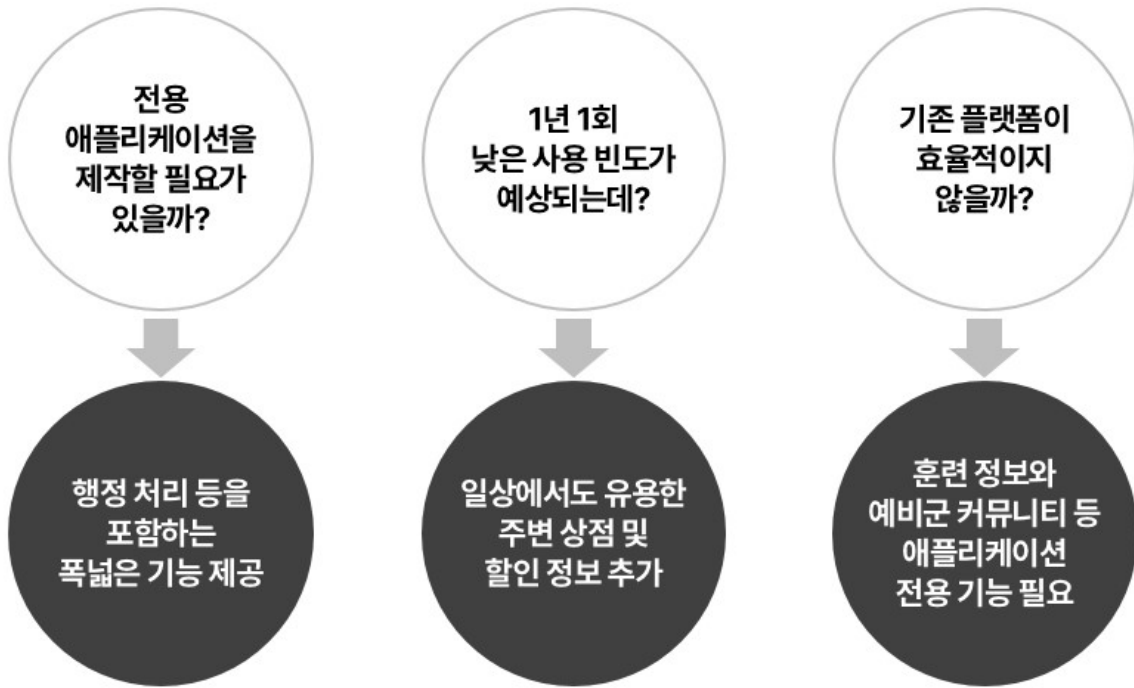 전용
애플리케이션을
제작할 필요가
있을까?
행정 처리 등을
포함하는
폭넓은 기능 제공
1년 1회
낮은 사용 빈도가
예상되는데?
일상에서도 유용한
주변 상점 및
할인 정보 추가
기존 플랫폼이
효율적이지
않을까?
훈련 정보와
예비군 커뮤니티 등
애플리케이션
전용 기능 필요